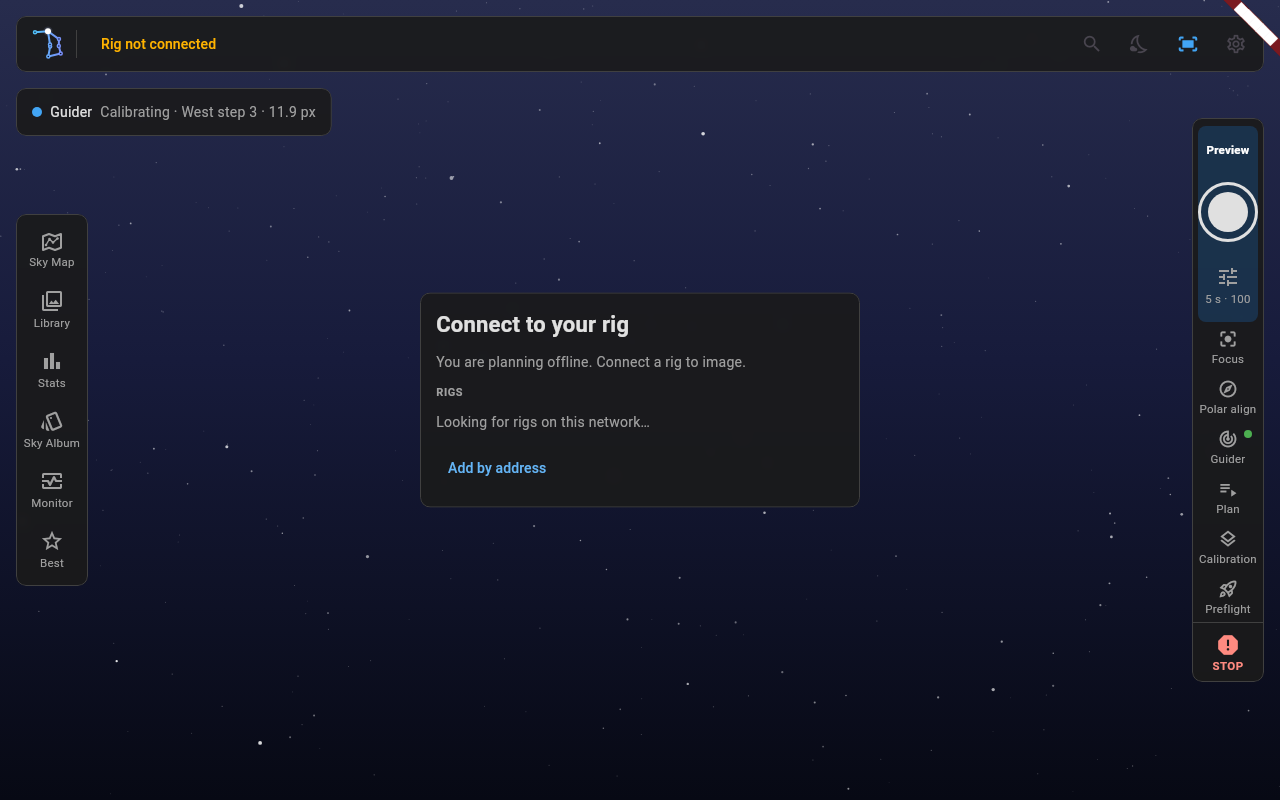 Rig not connected
Guider Calibrating · West step 3 · 11.9 px
Sky Map
Library
Stats
Sky Album
Monitor
Best
Connect to your rig
You are planning offline. Connect a rig to image.
RIGS
Looking for rigs on this network…
Add by address
Preview
5 s · 100
Focus
Polar align
Guider
Plan
Calibration
Preflight
STOP